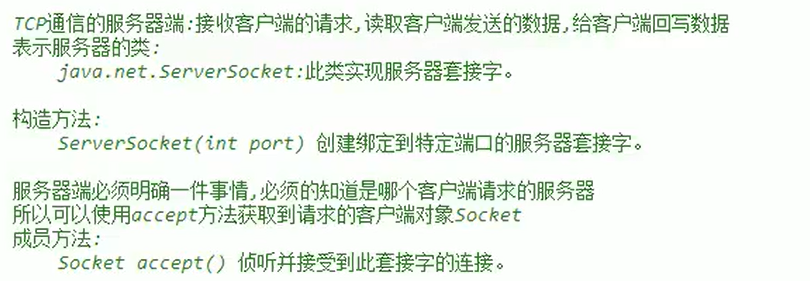 TCP通信的服务器端:接收客户端的请求,读取客户端发送的数据,给客户端回写数据
表示服务器的类:
java.net.ServerSocket:此类实现服务器套接字。
构造方法:
ServerSocket(int port) 创建绑定到特定端口的服务器套接字。
服务器端必须明确一件事情,必须的知道是哪个客户端请求的服务器
所以可以使用accept方法获取到请求的客户端对象Socket
成员方法:
Socket accept() 侦听并接受到此套接字的连接。